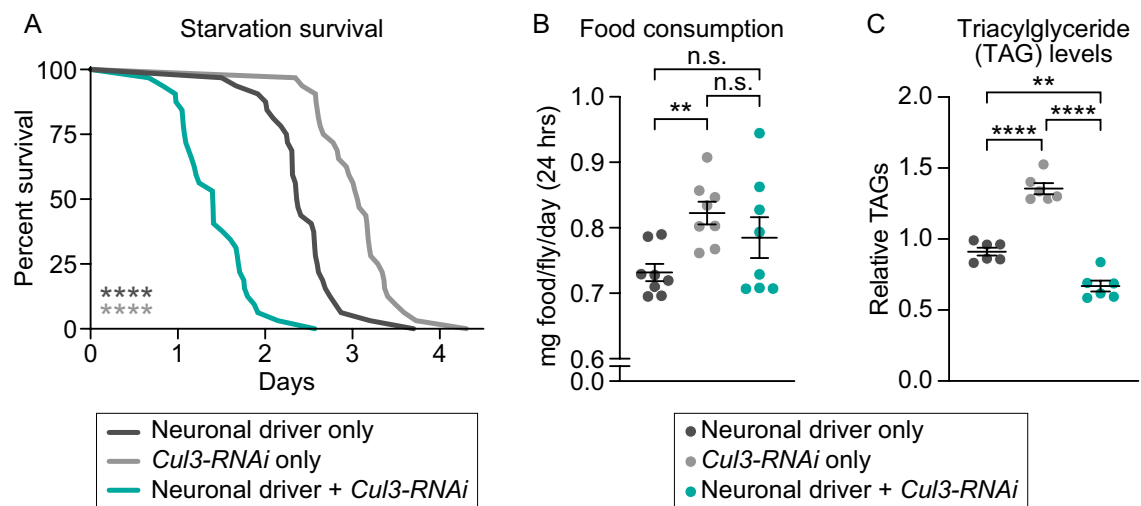 A
Starvation survival
Percent survival
100
75
50
25
0
****
****
0
1
2
3
4
Days
Neuronal driver only
Cul3-RNAi only
Neuronal driver + Cul3-RNAi
B
Food consumption
n.s.
n.s.
**
mg food/fly/day (24 hrs)
1.0
0.9
0.8
0.7
0.6
0.0
C
Triacylglyceride
(TAG) levels
**
****
****
Relative TAGs
2.0
1.5
1.0
0.5
0.0
Neuronal driver only
Cul3-RNAi only
Neuronal driver + Cul3-RNAi